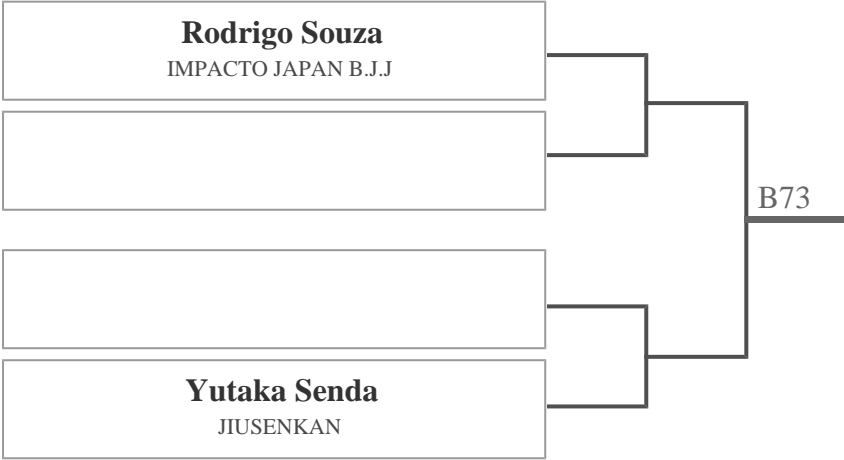 Rodrigo Souza
IMPACTO JAPAN B.J.J
B73
Yutaka Senda
JIUSENKAN